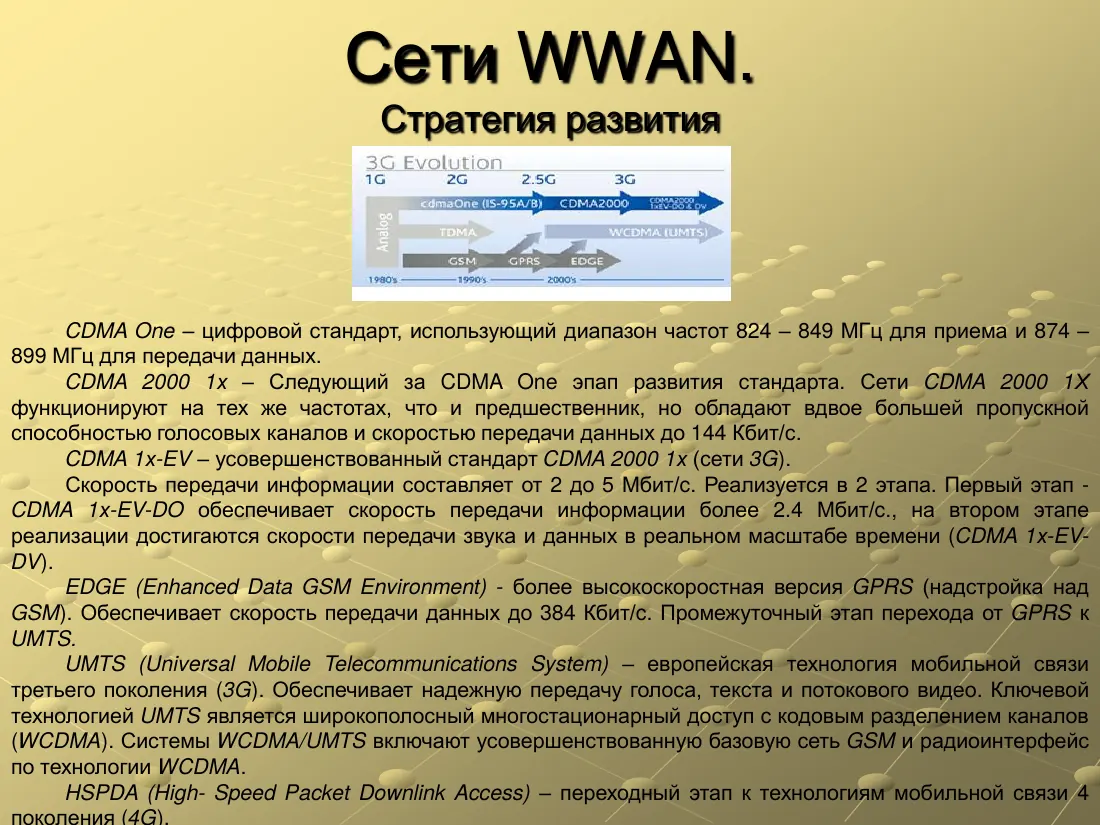 Сети WWAN.
Стратегия развития
3G Evolution
1G 2G 2.5G 3G
cdmaOne (IS-95A/B) CDMA2000 CDMA2000 1xEV-DO & DV
Analog
TDMA WCDMA (UMTS)
GSM GPRS EDGE
1980's 1990's 2000's
CDMA One – цифровой стандарт, использующий диапазон частот 824 – 849 МГц для приема и 874 –
899 МГц для передачи данных.
CDMA 2000 1x – Следующий за CDMA One эпап развития стандарта. Сети CDMA 2000 1X
функционируют на тех же частотах, что и предшественник, но обладают вдвое большей пропускной
способностью голосовых каналов и скоростью передачи данных до 144 Кбит/с.
CDMA 1x-EV – усовершенствованный стандарт CDMA 2000 1x (сети 3G).
Скорость передачи информации составляет от 2 до 5 Мбит/с. Реализуется в 2 этапа. Первый этап -
CDMA 1x-EV-DO обеспечивает скорость передачи информации более 2.4 Мбит/с., на втором этапе
реализации достигаются скорости передачи звука и данных в реальном масштабе времени (CDMA 1x-EV-
DV).
EDGE (Enhanced Data GSM Environment) - более высокоскоростная версия GPRS (надстройка над
GSM). Обеспечивает скорость передачи данных до 384 Кбит/с. Промежуточный этап перехода от GPRS к
UMTS.
UMTS (Universal Mobile Telecommunications System) – европейская технология мобильной связи
третьего поколения (3G). Обеспечивает надежную передачу голоса, текста и потокового видео. Ключевой
технологией UMTS является широкополосный многостационарный доступ с кодовым разделением каналов
(WCDMA). Системы WCDMA/UMTS включают усовершенствованную базовую сеть GSM и радиоинтерфейс
по технологии WCDMA.
HSPDA (High- Speed Packet Downlink Access) – переходный этап к технологиям мобильной связи 4
поколения (4G).